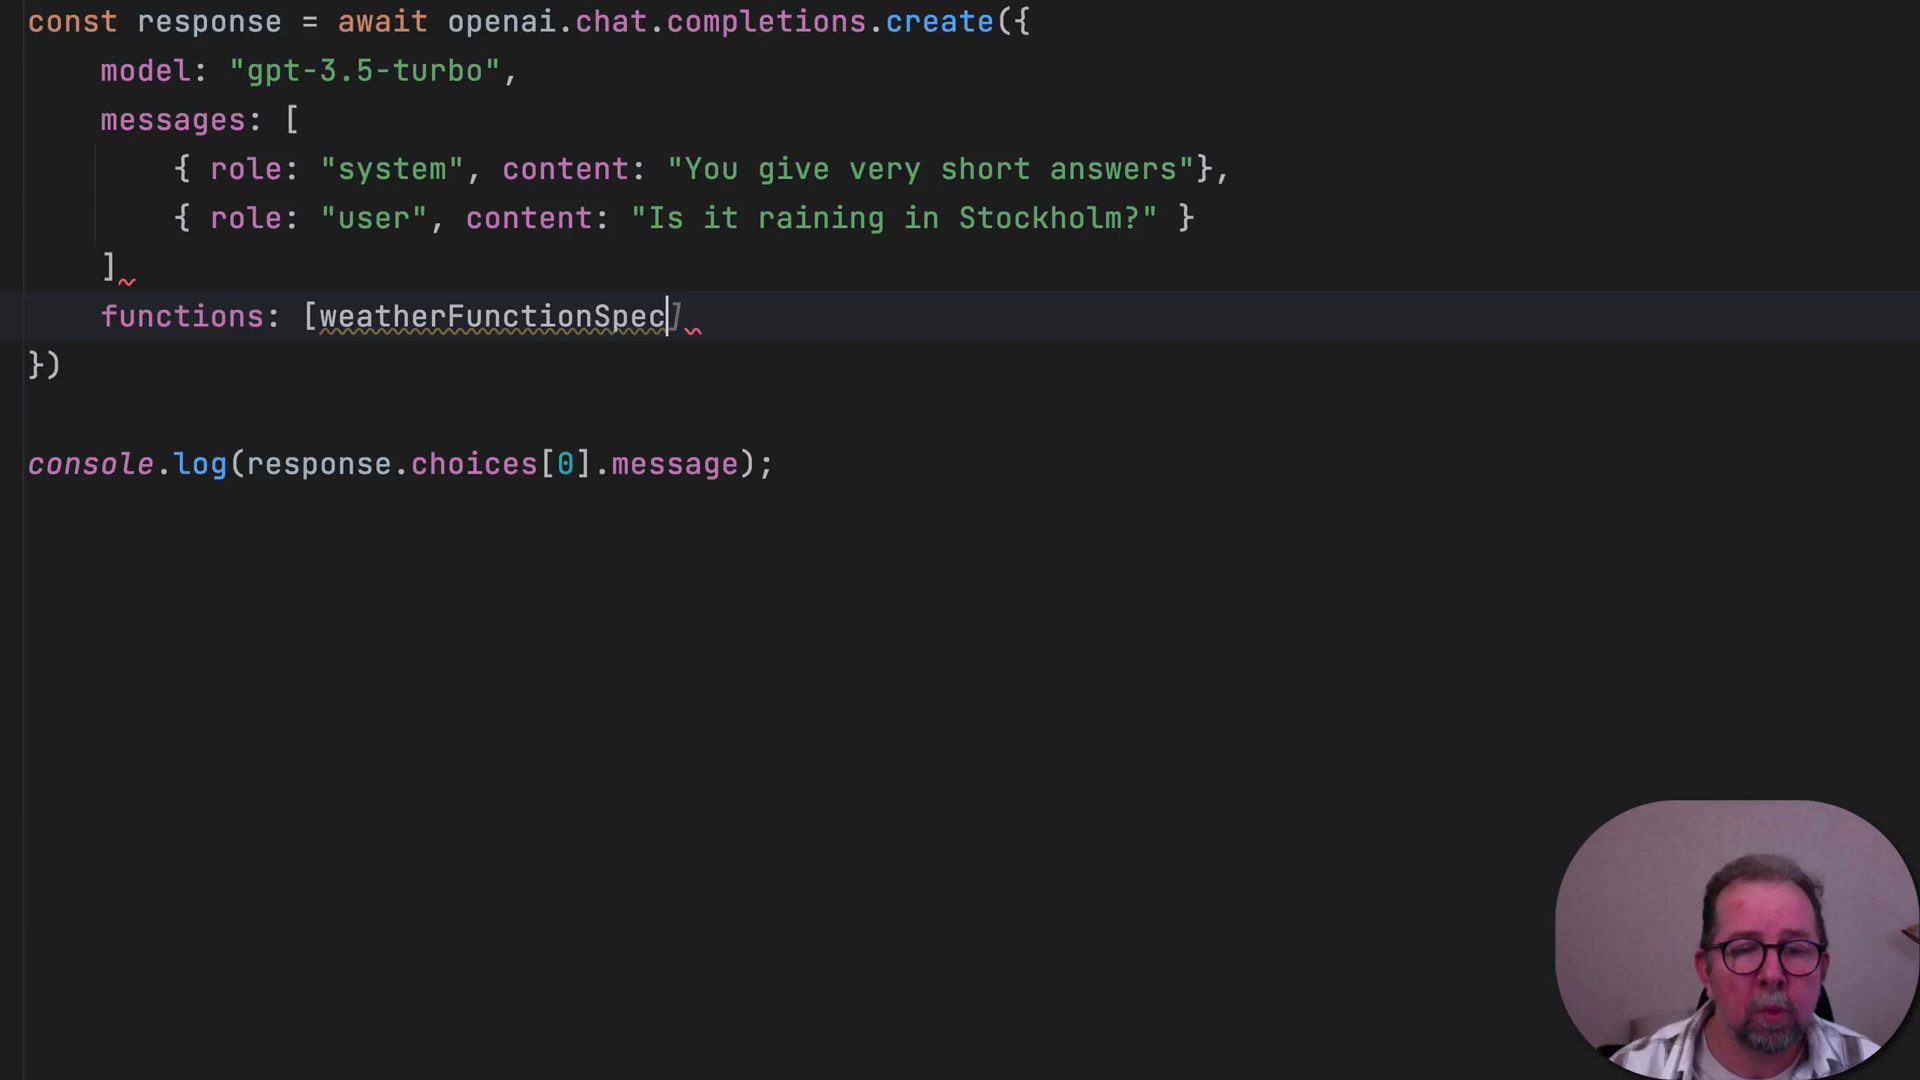 const response = await openai.chat.completions.create({
    model: "gpt-3.5-turbo",
    messages: [
        { role: "system", content: "You give very short answers"},
        { role: "user", content: "Is it raining in Stockholm?" }
    ]
    functions: [weatherFunctionSpec]
})

console.log(response.choices[0].message);